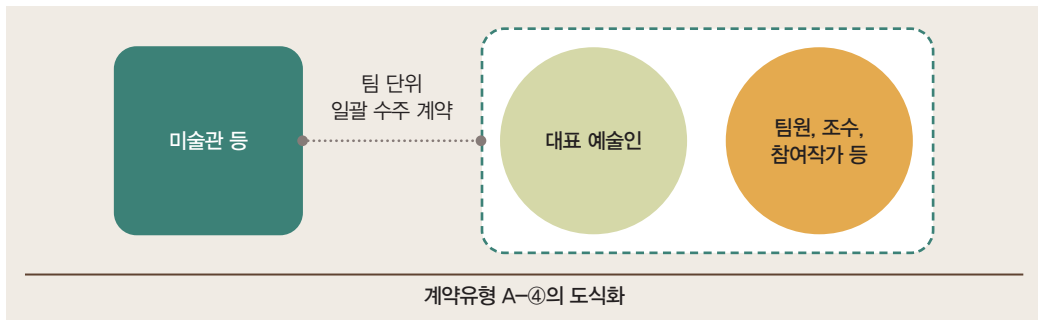 미술관 등
팀 단위
일괄 수주 계약
대표 예술인
팀원, 조수,
참여작가 등
계약유형 A–④의 도식화